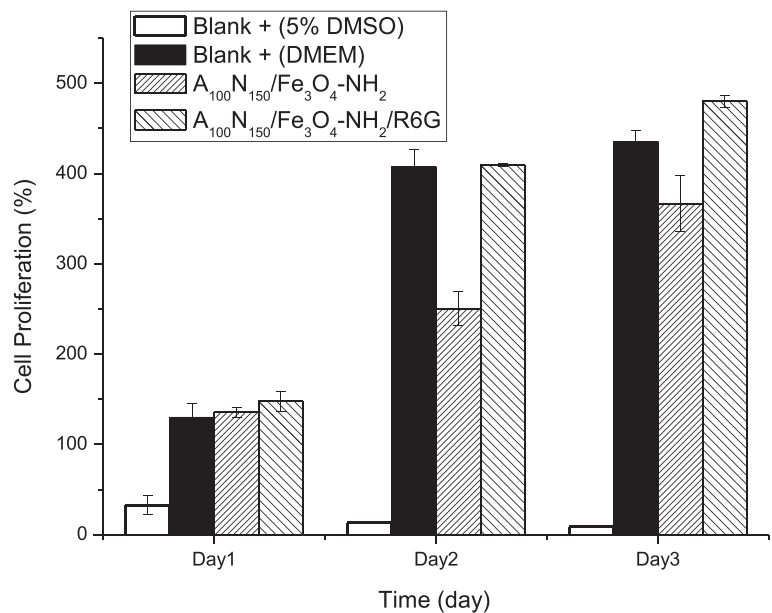 Blank + (5% DMSO)
Blank + (DMEM)
A₁₀₀N₁₅₀/Fe₃O₄-NH₂
A₁₀₀N₁₅₀/Fe₃O₄-NH₂/R6G
500
400
300
200
100
0
Cell Proliferation (%)
Day1 Day2 Day3
Time (day)